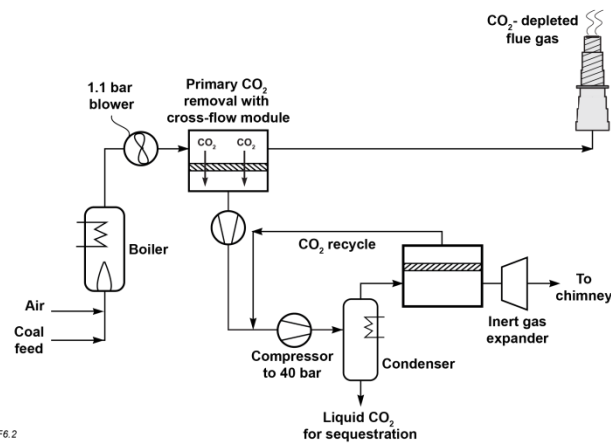 CO2- depleted
flue gas
1.1 bar
blower
Primary CO2
removal with
cross-flow module
CO2 CO2
Boiler
Air
Coal
feed
CO2 recycle
To
chimney
Inert gas
expander
Compressor
to 40 bar
Condenser
Liquid CO2
for sequestration
F6.2